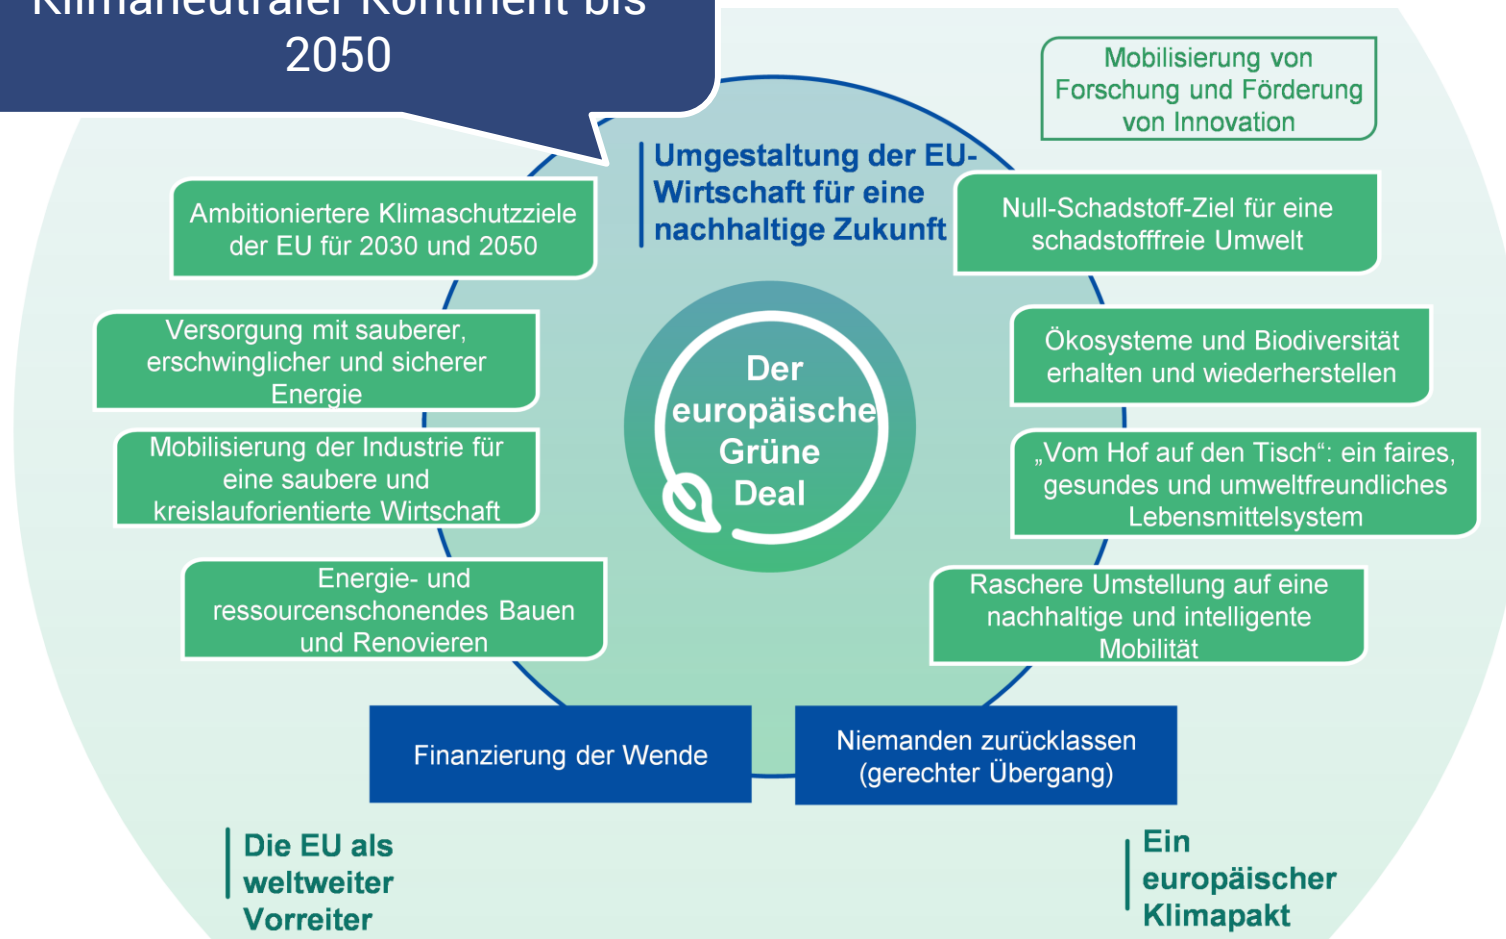 Klimaneutraler Kontinent bis
2050
Mobilisierung von
Forschung und Förderung
von Innovation
Umgestaltung der EU-
Wirtschaft für eine
nachhaltige Zukunft
Ambitioniertere Klimaschutzziele
der EU für 2030 und 2050
Null-Schadstoff-Ziel für eine
schadstofffreie Umwelt
Versorgung mit sauberer,
erschwinglicher und sicherer
Energie
Ökosysteme und Biodiversität
erhalten und wiederherstellen
Der
europäische
Grüne
Deal
Mobilisierung der Industrie für
eine saubere und
kreislauforientierte Wirtschaft
„Vom Hof auf den Tisch“: ein faires,
gesundes und umweltfreundliches
Lebensmittelsystem
Energie- und
ressourcenschonendes Bauen
und Renovieren
Raschere Umstellung auf eine
nachhaltige und intelligente
Mobilität
Finanzierung der Wende
Niemanden zurücklassen
(gerechter Übergang)
Die EU als
weltweiter
Vorreiter
Ein
europäischer
Klimapakt